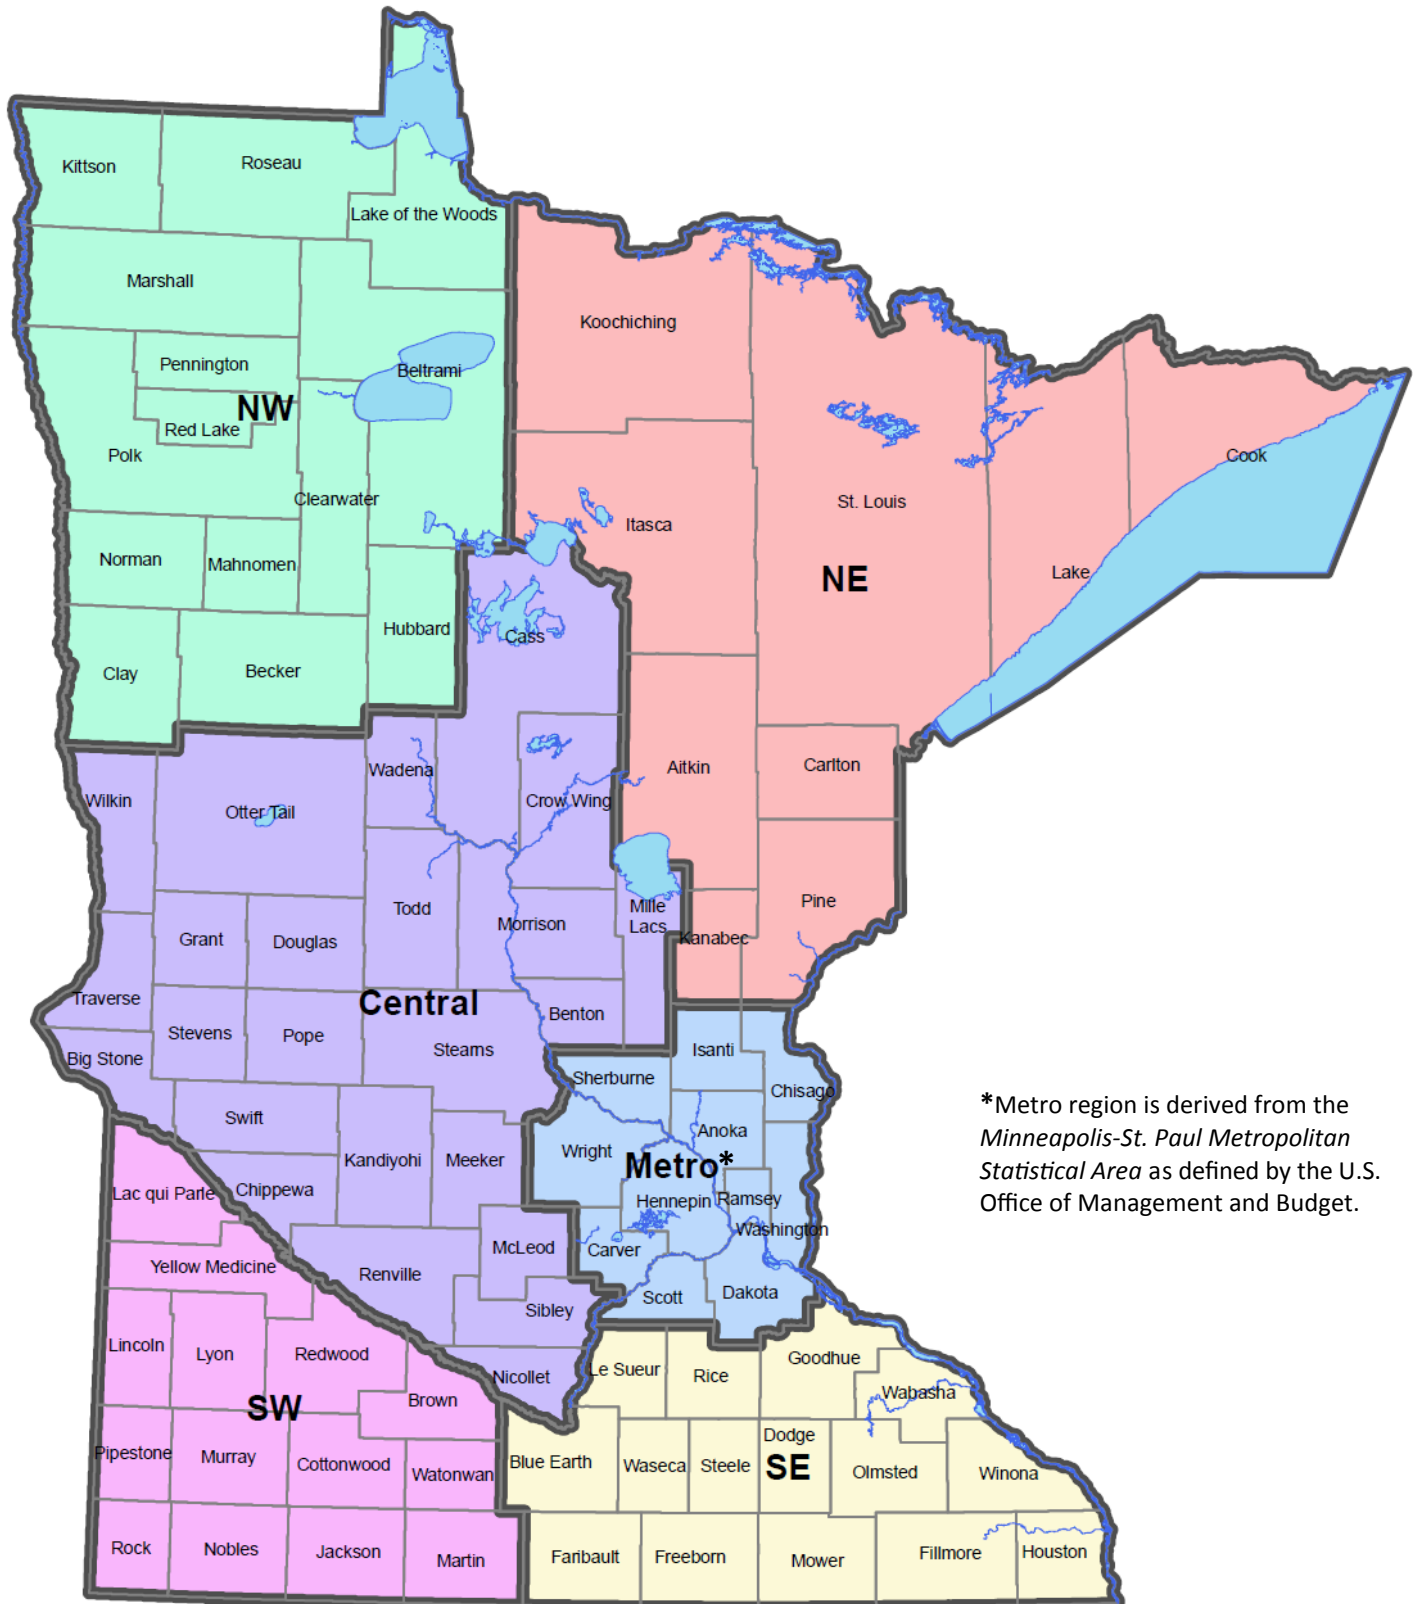 Kittson
Roseau
Lake of the Woods
Marshall
Koochiching
Pennington
Beltrami
NW
Red Lake
Polk
Cook
Clearwater
St. Louis
Itasca
Norman
Mahnomen
NE
Lake
Hubbard
Cass
Clay
Becker
Wadena
Aitkin
Carlton
Wilkin
Otter Tail
Crow Wing
Todd
Morrison
Mille
Lacs
Pine
Grant
Douglas
Kanabec
Traverse
Central
Stevens
Pope
Benton
Stearns
Isanti
Big Stone
Sherburne
Chisago
Swift
Anoka
Kandiyohi
Meeker
Wright
Metro*
Lac qui Parle
Chippewa
Hennepin
Ramsey
Washington
McLeod
Carver
Yellow Medicine
Renville
Scott
Dakota
Sibley
Lincoln
Lyon
Redwood
Goodhue
Nicollet
Le Sueur
Rice
Wabasha
SW
Brown
Dodge
Pipestone
Murray
Cottonwood
Watonwan
Blue Earth
Waseca
Steele
SE
Olmsted
Winona
Rock
Nobles
Jackson
Martin
Faribault
Freeborn
Mower
Fillmore
Houston
*Metro region is derived from the
Minneapolis-St. Paul Metropolitan
Statistical Area as defined by the U.S.
Office of Management and Budget.